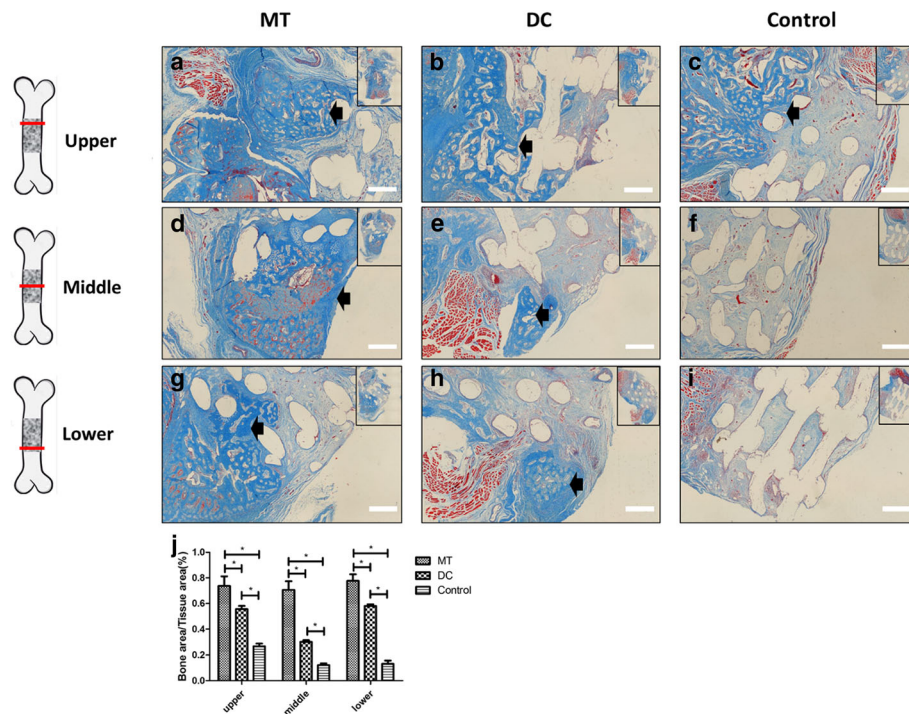 MT DC Control
a b c
Upper
d e f
Middle
g h i
Lower
j
Bone area/Tissue area(%)
1.0
0.8
0.6
0.4
0.2
0.0
* * *
* * *
* * *
upper middle lower
MT
DC
Control